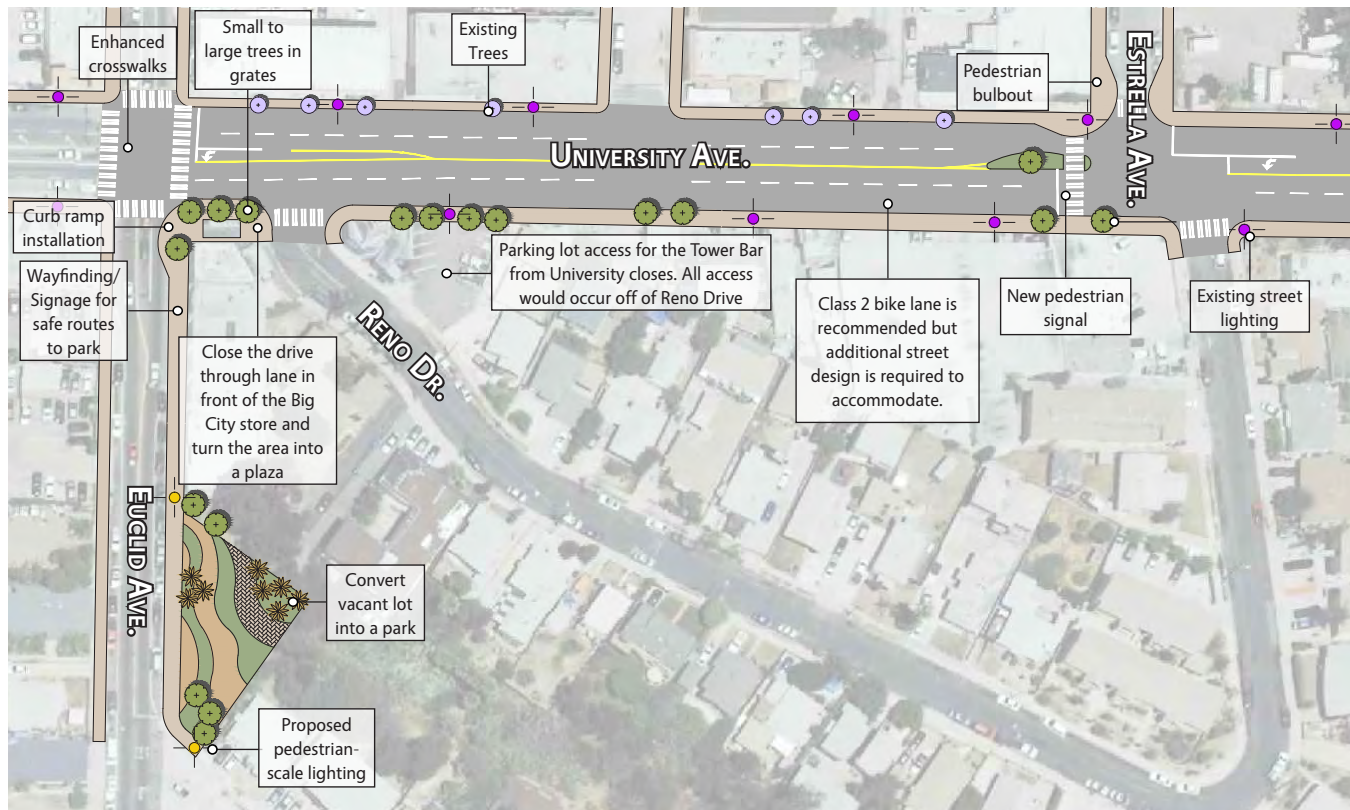 Enhanced
crosswalks
Small to
large trees in
grates
Existing
Trees
Pedestrian
bulbout
ESTRELLA AVE.
UNIVERSITY AVE.
Curb ramp
installation
Wayfinding/
Signage for
safe routes
to park
Close the drive
through lane in
front of the Big
City store and
turn the area into
a plaza
RENO DR.
Parking lot access for the Tower Bar
from University closes. All access
would occur off of Reno Drive
Class 2 bike lane is
recommended but
additional street
design is required to
accommodate.
New pedestrian
signal
Existing street
lighting
EUCLID AVE.
Convert
vacant lot
into a park
Proposed
pedestrian-
scale lighting